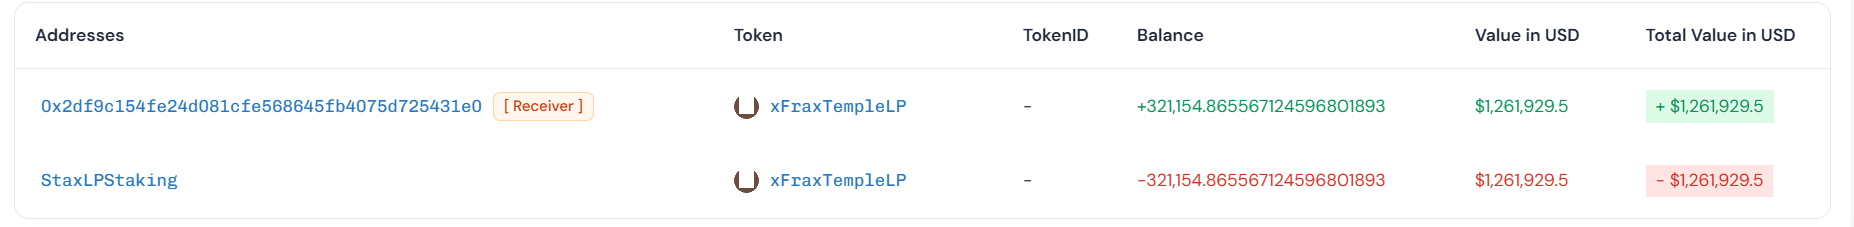 Addresses Token TokenID Balance Value in USD Total Value in USD
0x2df9c154fe24d081cfe568645fb4075d725431e0 [ Receiver ] xFraxTempleLP - +321,154.865567124596801893 $1,261,929.5 + $1,261,929.5
StaxLPStaking xFraxTempleLP - -321,154.865567124596801893 $1,261,929.5 - $1,261,929.5